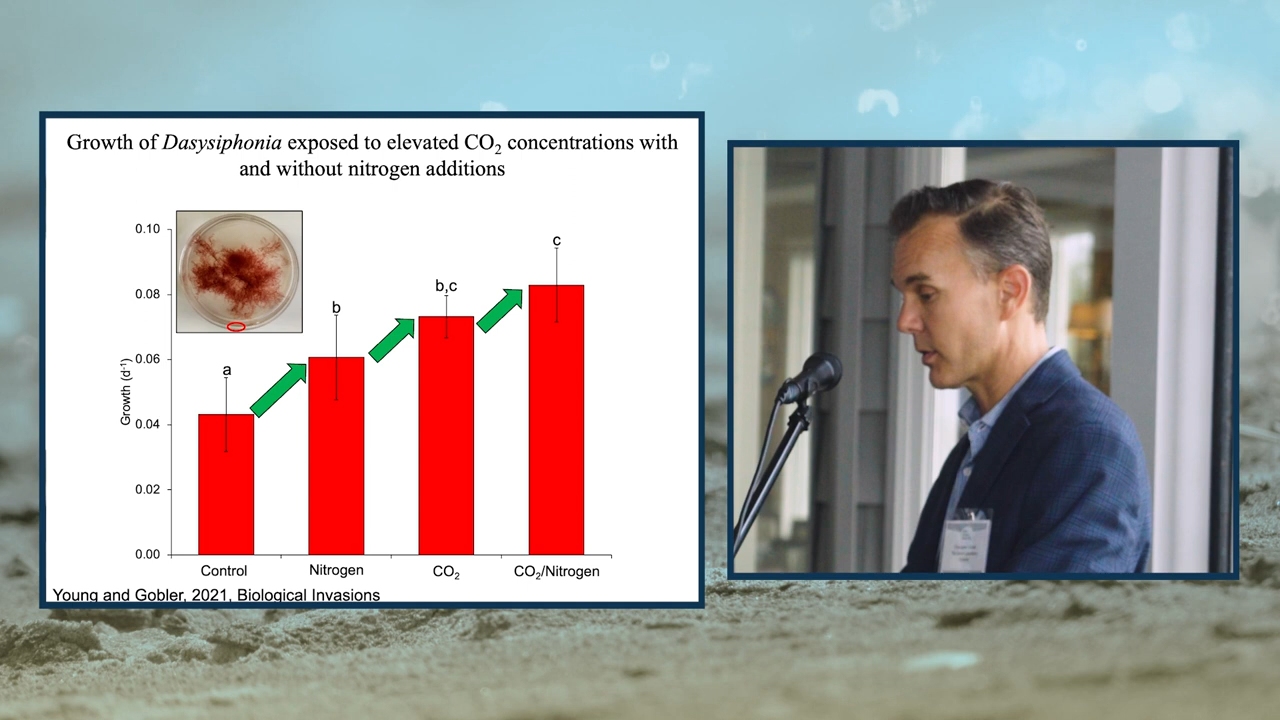 Growth of Dasysiphonia exposed to elevated CO₂ concentrations with
and without nitrogen additions
0.10
0.08
0.06
0.04
0.02
0.00
Growth (d⁻¹)
a
b
b,c
c
Control
Nitrogen
CO₂
CO₂/Nitrogen
Young and Gobler, 2021, Biological Invasions